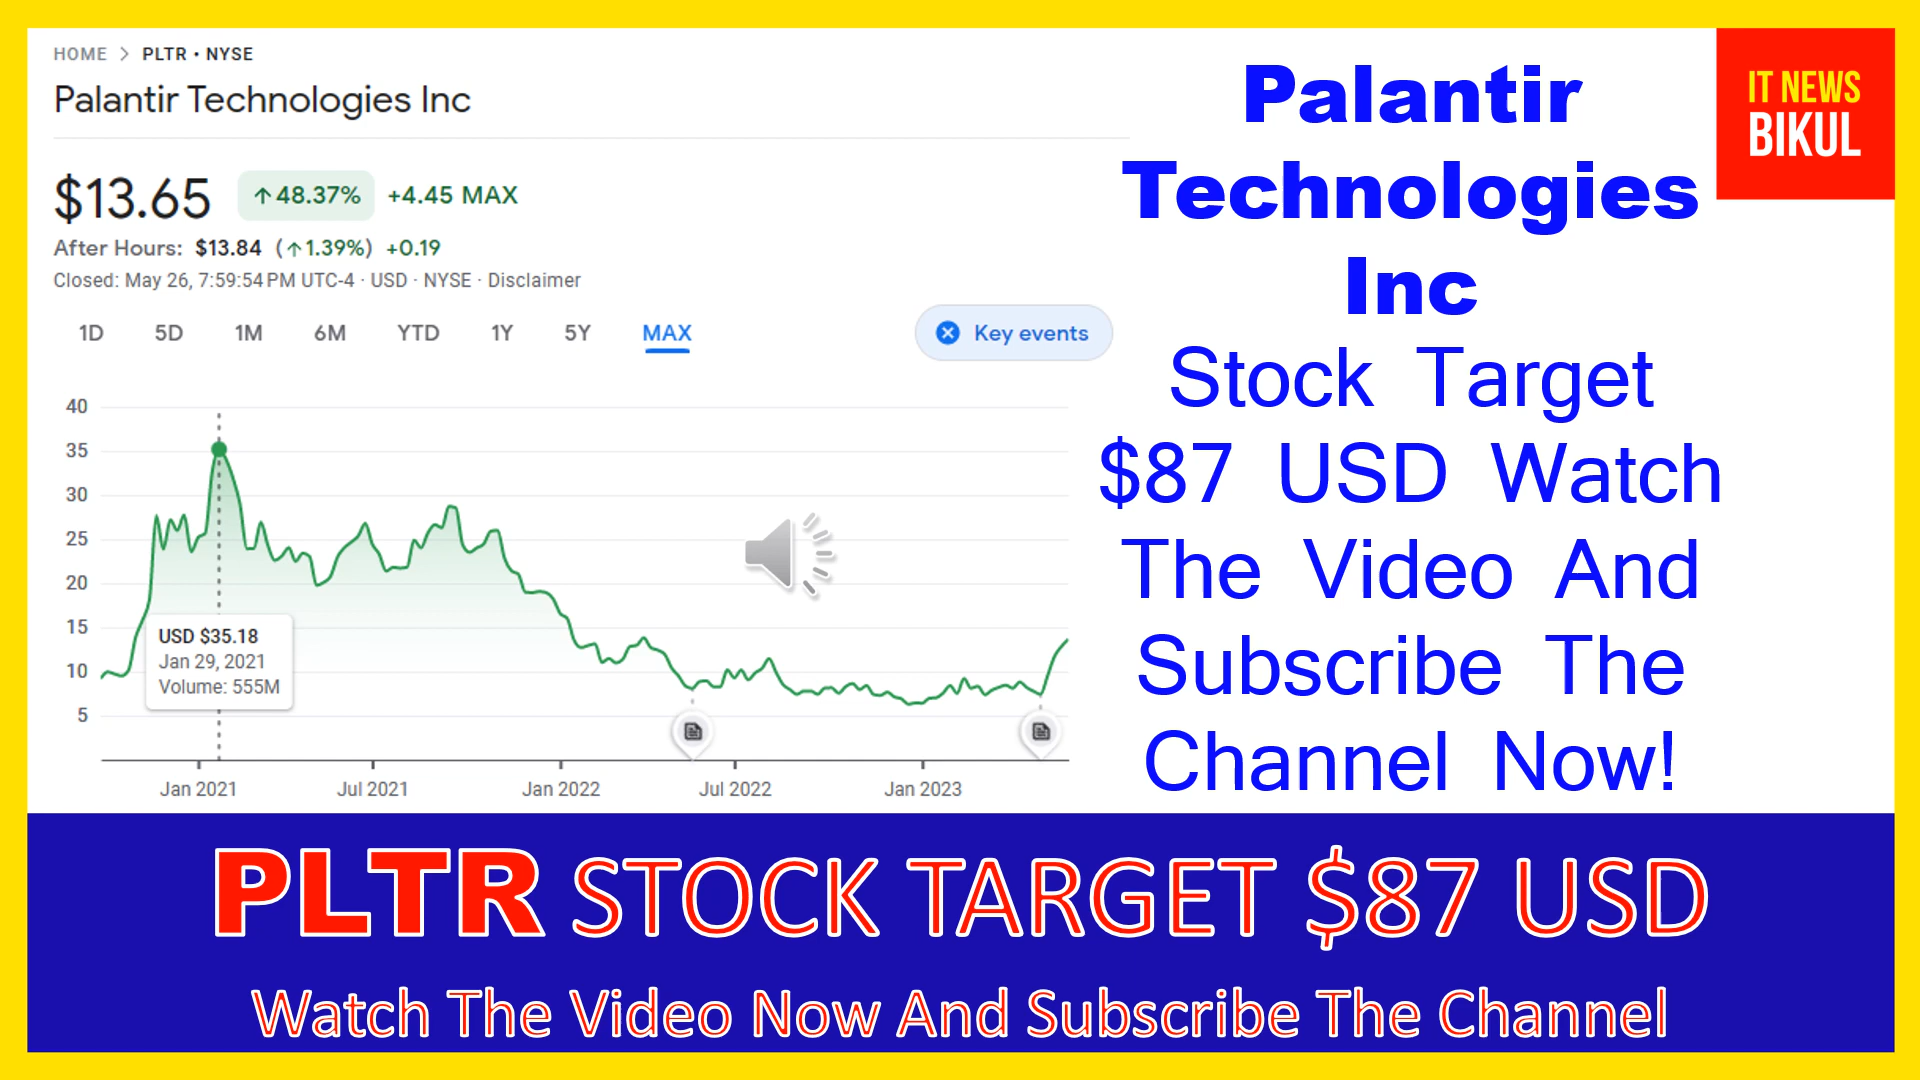 HOME > PLTR • NYSE
Palantir Technologies Inc
$13.65 ↑48.37% +4.45 MAX
After Hours: $13.84 (↑1.39%) +0.19
Closed: May 26, 7:59:54 PM UTC-4 · USD · NYSE · Disclaimer
1D 5D 1M 6M YTD 1Y 5Y MAX
Key events
40
35
30
25
20
15
10
5
USD $35.18
Jan 29, 2021
Volume: 555M
Jan 2021 Jul 2021 Jan 2022 Jul 2022 Jan 2023
Palantir
Technologies
Inc
Stock Target
$87 USD Watch
The Video And
Subscribe The
Channel Now!
IT NEWS
BIKUL
PLTR STOCK TARGET $87 USD
Watch The Video Now And Subscribe The Channel